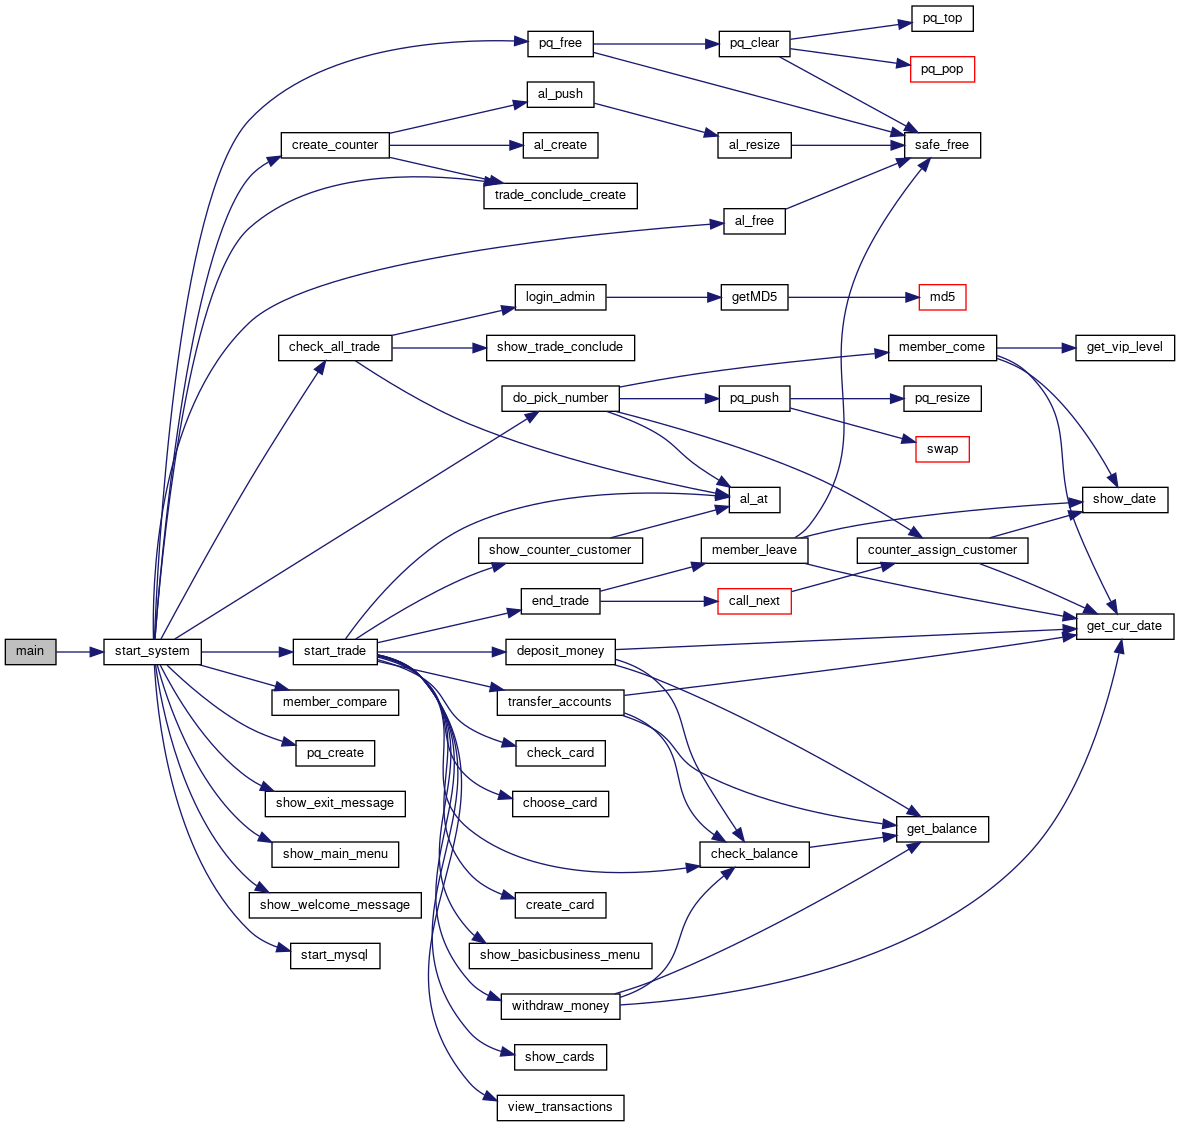 pq_top
pq_free
pq_clear
pq_pop
al_push
create_counter
al_create
al_resize
safe_free
trade_conclude_create
al_free
login_admin
getMD5
md5
check_all_trade
show_trade_conclude
member_come
get_vip_level
do_pick_number
pq_push
pq_resize
swap
al_at
show_date
show_counter_customer
member_leave
counter_assign_customer
end_trade
call_next
get_cur_date
main
start_system
start_trade
deposit_money
member_compare
transfer_accounts
pq_create
check_card
show_exit_message
choose_card
get_balance
show_main_menu
check_balance
show_welcome_message
create_card
start_mysql
show_basicbusiness_menu
withdraw_money
show_cards
view_transactions